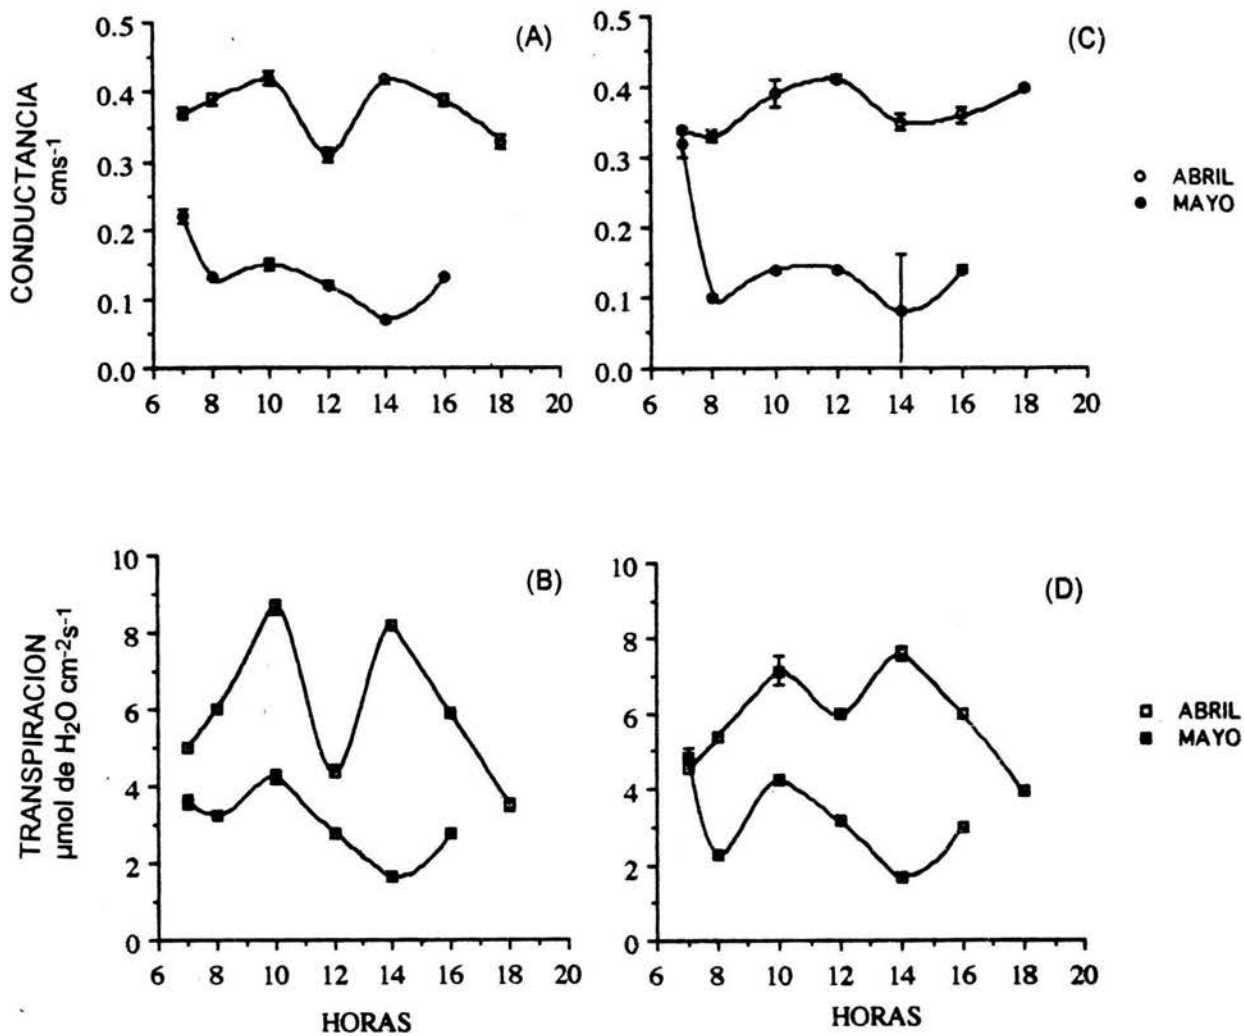 (A)
CONDUCTANCIA
cms-1
0.5
0.4
0.3
0.2
0.1
0.0
6 8 10 12 14 16 18 20
(C)
0.5
0.4
0.3
0.2
0.1
0.0
6 8 10 12 14 16 18 20
ABRIL
MAYO
(B)
TRANSPIRACION
µmol de H2O cm-2s-1
10
8
6
4
2
0
6 8 10 12 14 16 18 20
HORAS
(D)
10
8
6
4
2
0
6 8 10 12 14 16 18 20
HORAS
ABRIL
MAYO